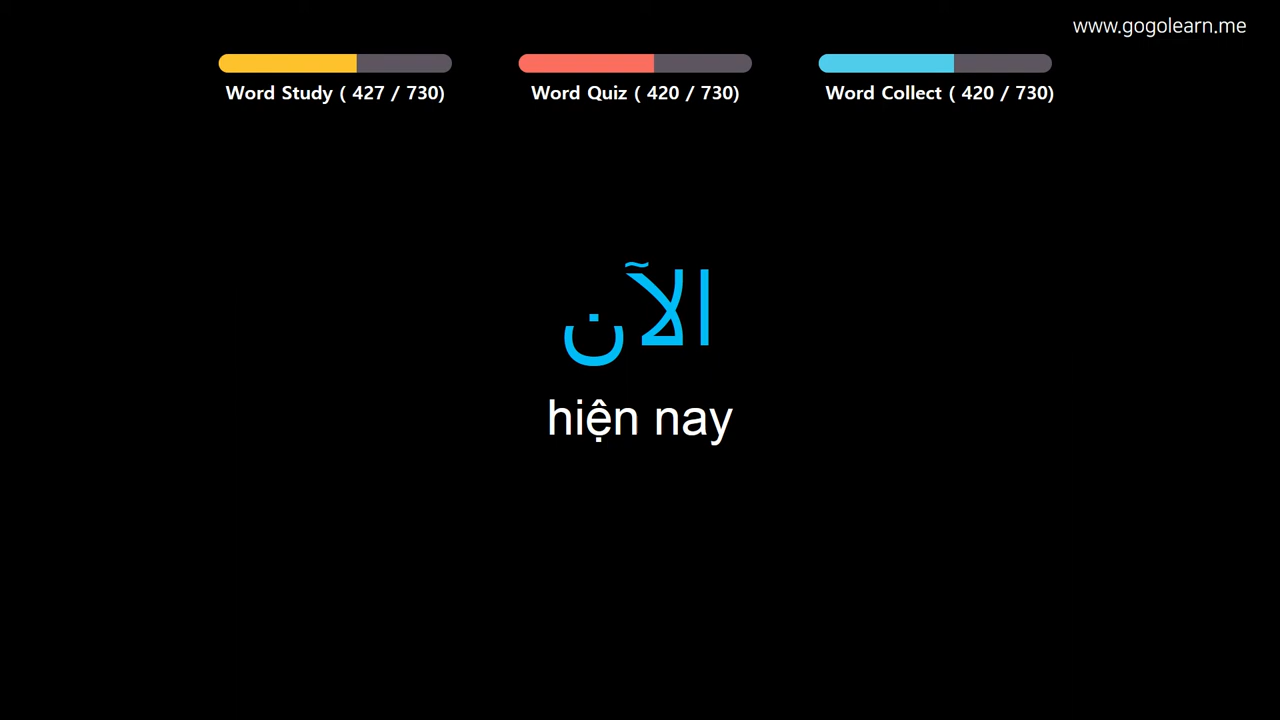 www.gogolearn.me
Word Study ( 427 / 730)
Word Quiz ( 420 / 730)
Word Collect ( 420 / 730)
الآن
hiện nay